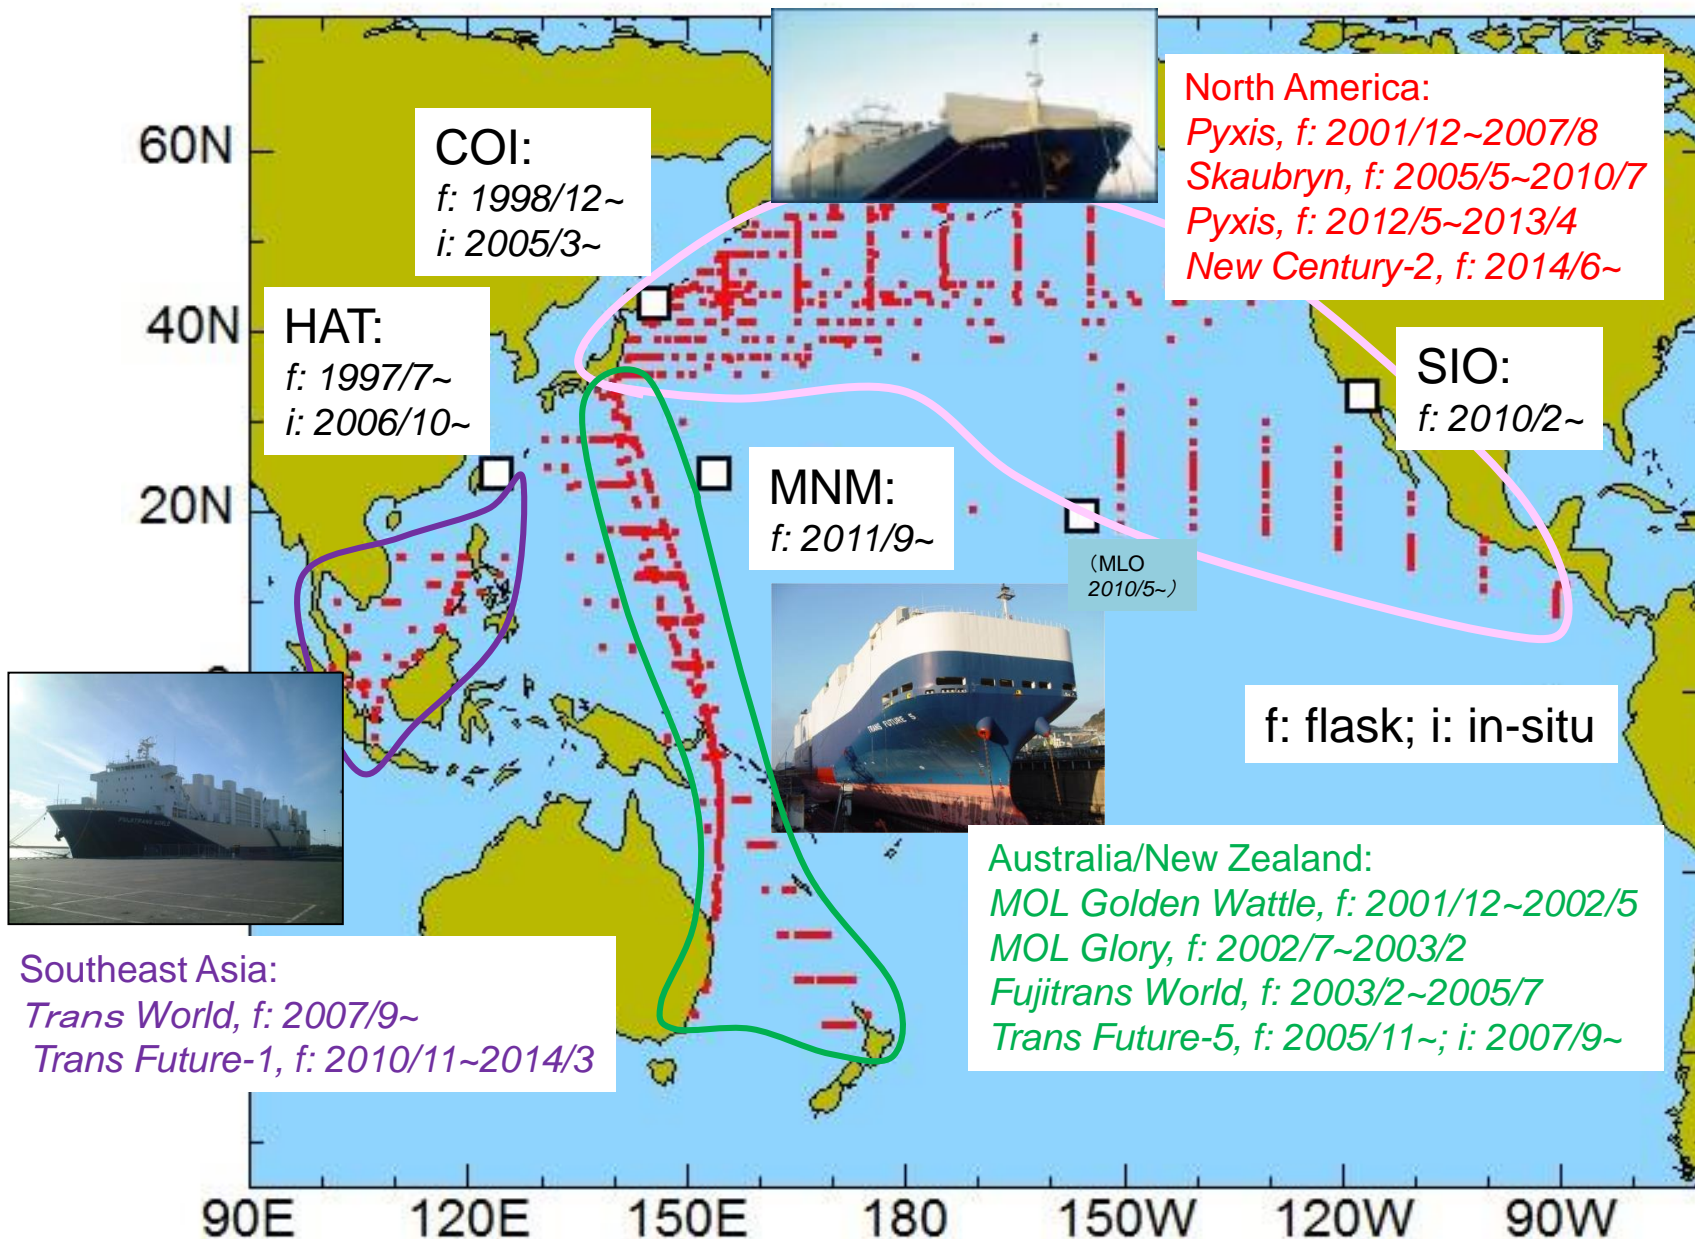 60N
40N
20N
COI:
f: 1998/12~
i: 2005/3~
HAT:
f: 1997/7~
i: 2006/10~
North America:
Pyxis, f: 2001/12~2007/8
Skaubryn, f: 2005/5~2010/7
Pyxis, f: 2012/5~2013/4
New Century-2, f: 2014/6~
SIO:
f: 2010/2~
MNM:
f: 2011/9~
(MLO
2010/5~)
TRANS FUTURE 5
f: flask; i: in-situ
Australia/New Zealand:
MOL Golden Wattle, f: 2001/12~2002/5
MOL Glory, f: 2002/7~2003/2
Fujitrans World, f: 2003/2~2005/7
Trans Future-5, f: 2005/11~; i: 2007/9~
FUJITRANS WORLD
Southeast Asia:
Trans World, f: 2007/9~
Trans Future-1, f: 2010/11~2014/3
90E 120E 150E 180 150W 120W 90W